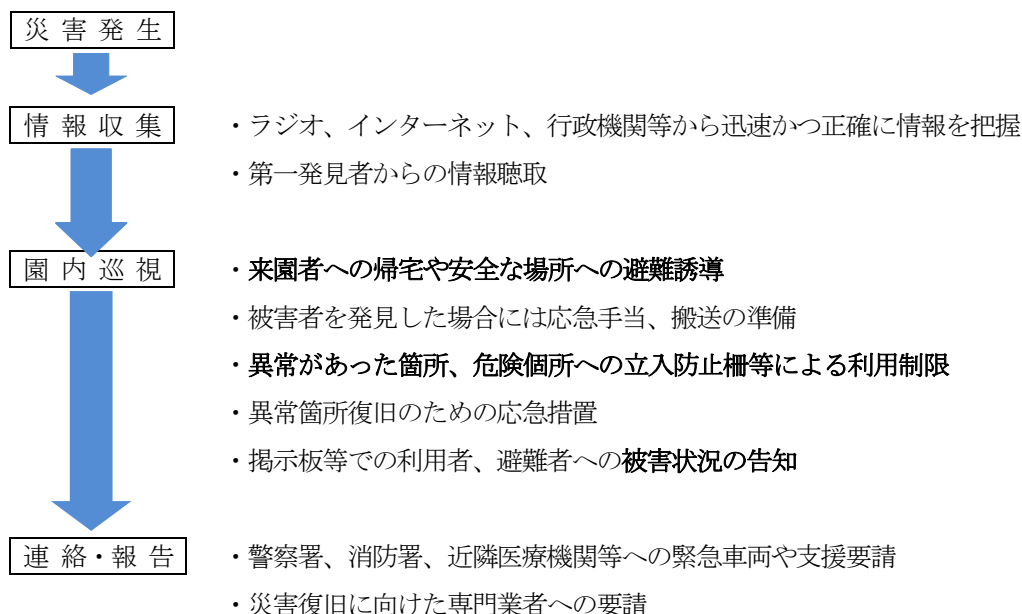 災 害 発 生
情 報 収 集
・ラジオ、インターネット、行政機関等から迅速かつ正確に情報を把握
・第一発見者からの情報聴取
園 内 巡 視
・来園者への帰宅や安全な場所への避難誘導
・被害者を発見した場合には応急手当、搬送の準備
・異常があった箇所、危険個所への立入防止柵等による利用制限
・異常箇所復旧のための応急措置
・掲示板等での利用者、避難者への被害状況の告知
連 絡・報 告
・警察署、消防署、近隣医療機関等への緊急車両や支援要請
・災害復旧に向けた専門業者への要請